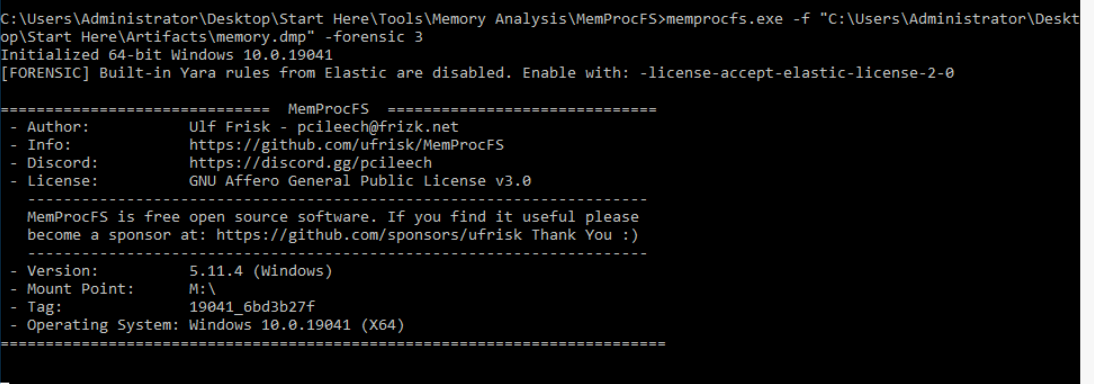 C:\Users\Administrator\Desktop\Start Here\Tools\Memory Analysis\MemProcFS>memprocfs.exe -f "C:\Users\Administrator\Deskt
op\Start Here\Artifacts\memory.dmp" -forensic 3
Initialized 64-bit Windows 10.0.19041
[FORENSIC] Built-in Yara rules from Elastic are disabled. Enable with: -license-accept-elastic-license-2-0
============================== MemProcFS ==============================
- Author: Ulf Frisk - pcileech@frizk.net
- Info: https://github.com/ufrisk/MemProcFS
- Discord: https://discord.gg/pcileech
- License: GNU Affero General Public License v3.0
---------------------------------------------------------------------
MemProcFS is free open source software. If you find it useful please
become a sponsor at: https://github.com/sponsors/ufrisk Thank You :)
---------------------------------------------------------------------
- Version: 5.11.4 (Windows)
- Mount Point: M:\
- Tag: 19041_6bd3b27f
- Operating System: Windows 10.0.19041 (X64)
==========================================================================